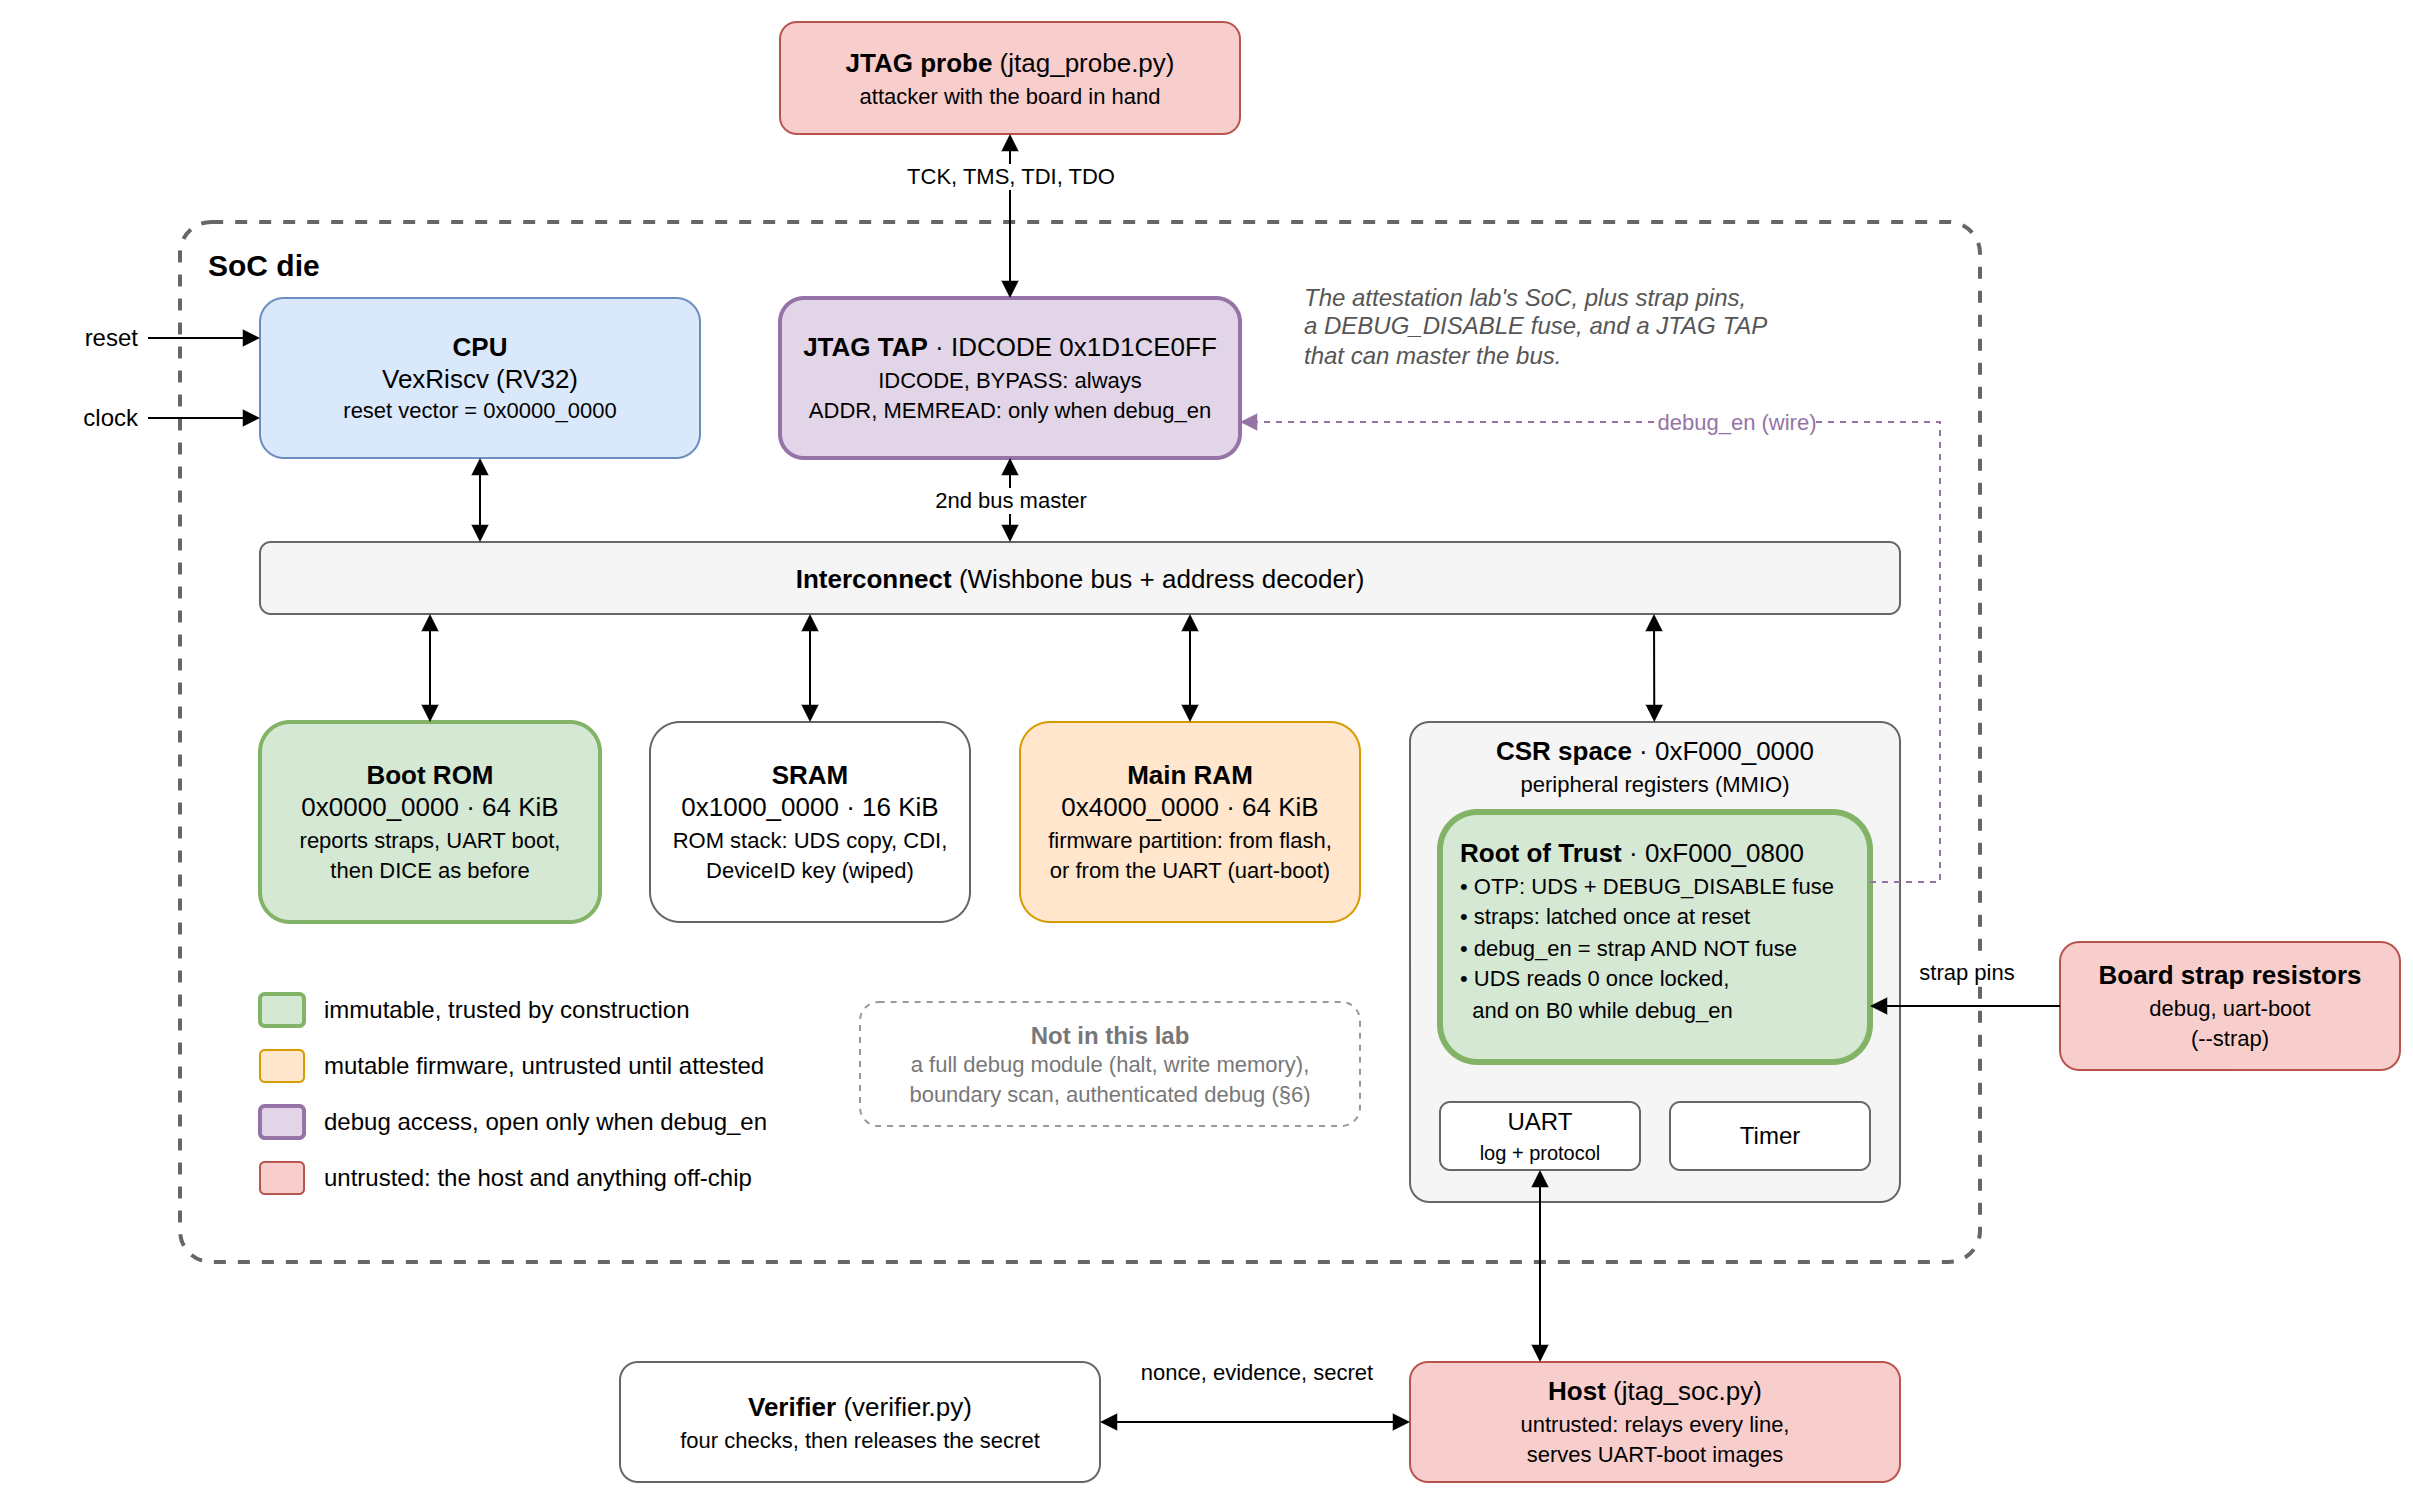 JTAG probe (jtag_probe.py)
attacker with the board in hand
TCK, TMS, TDI, TDO
SoC die
reset
clock
CPU
VexRiscv (RV32)
reset vector = 0x0000_0000
JTAG TAP · IDCODE 0x1D1CE0FF
IDCODE, BYPASS: always
ADDR, MEMREAD: only when debug_en
The attestation lab's SoC, plus strap pins,
a DEBUG_DISABLE fuse, and a JTAG TAP
that can master the bus.
debug_en (wire)
2nd bus master
Interconnect (Wishbone bus + address decoder)
Boot ROM
0x0000_0000 · 64 KiB
reports straps, UART boot,
then DICE as before
SRAM
0x1000_0000 · 16 KiB
ROM stack: UDS copy, CDI,
DeviceID key (wiped)
Main RAM
0x4000_0000 · 64 KiB
firmware partition: from flash,
or from the UART (uart-boot)
CSR space · 0xF000_0000
peripheral registers (MMIO)
Root of Trust · 0xF000_0800
• OTP: UDS + DEBUG_DISABLE fuse
• straps: latched once at reset
• debug_en = strap AND NOT fuse
• UDS reads 0 once locked,
and on B0 while debug_en
UART
log + protocol
Timer
strap pins
Board strap resistors
debug, uart-boot
(--strap)
immutable, trusted by construction
mutable firmware, untrusted until attested
debug access, open only when debug_en
untrusted: the host and anything off-chip
Not in this lab
a full debug module (halt, write memory),
boundary scan, authenticated debug (§6)
Verifier (verifier.py)
four checks, then releases the secret
nonce, evidence, secret
Host (jtag_soc.py)
untrusted: relays every line,
serves UART-boot images